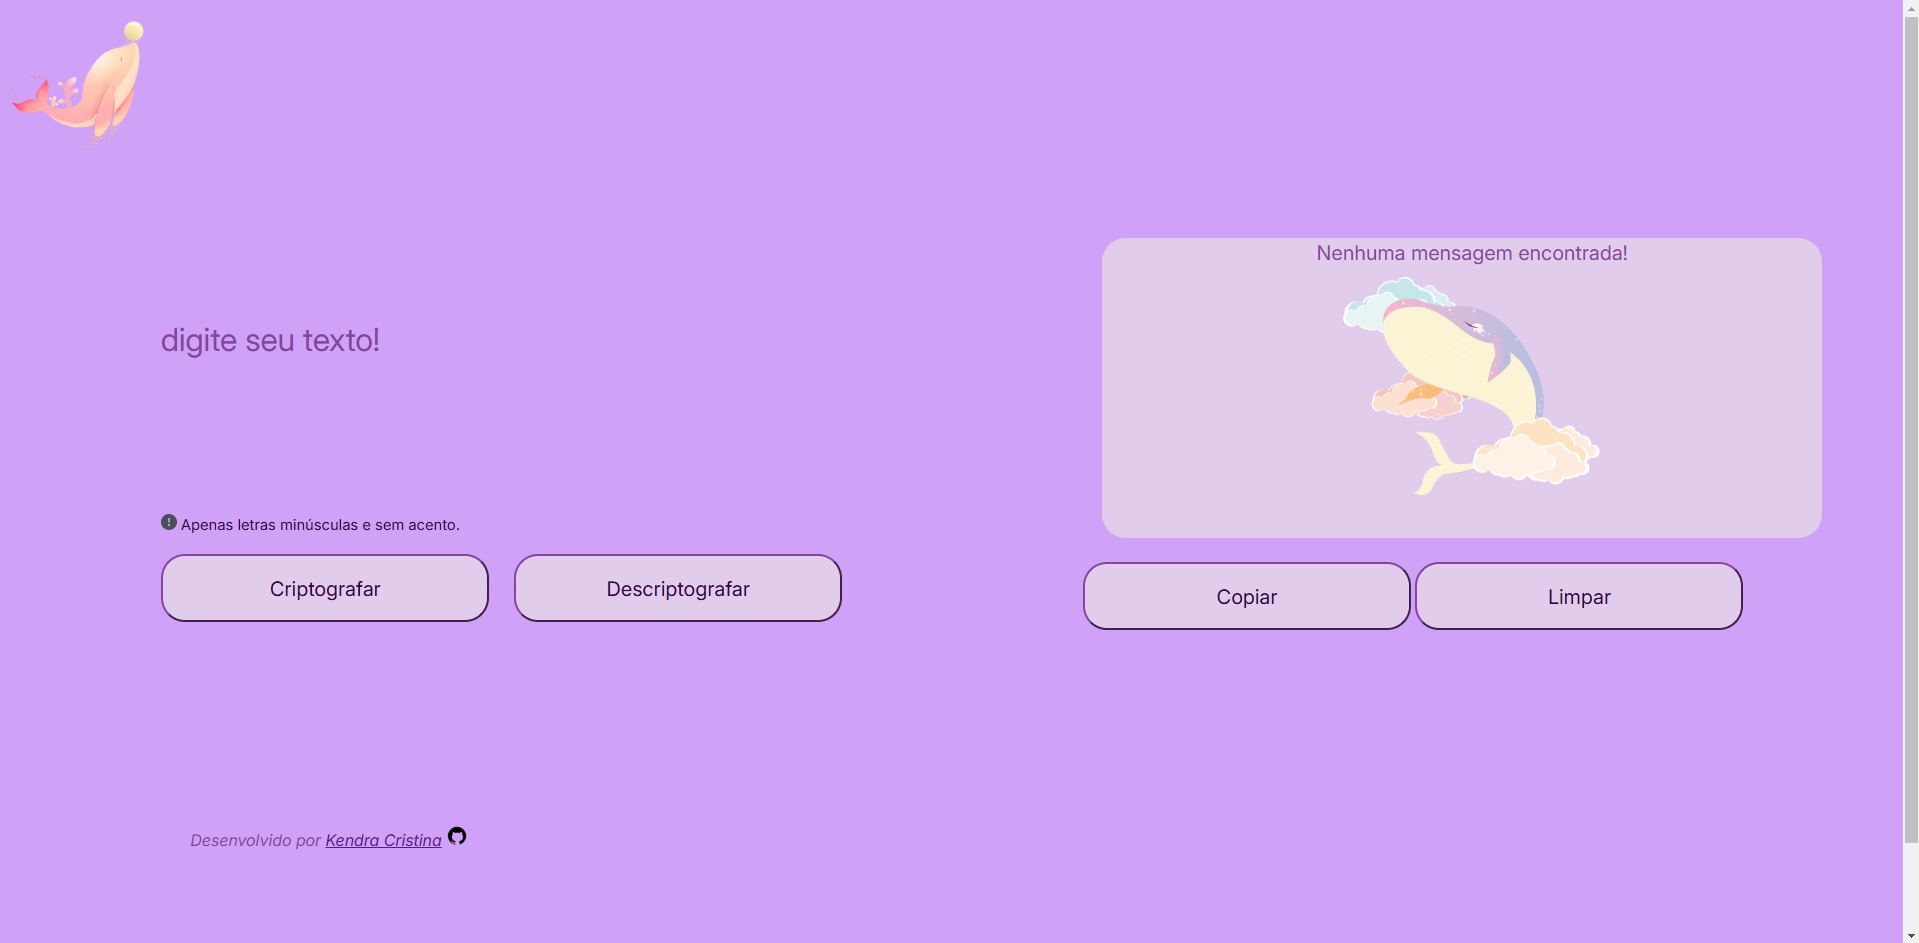 digite seu texto!
Apenas letras minúsculas e sem acento.
Criptografar
Descriptografar
Nenhuma mensagem encontrada!
Copiar
Limpar
Desenvolvido por Kendra Cristina